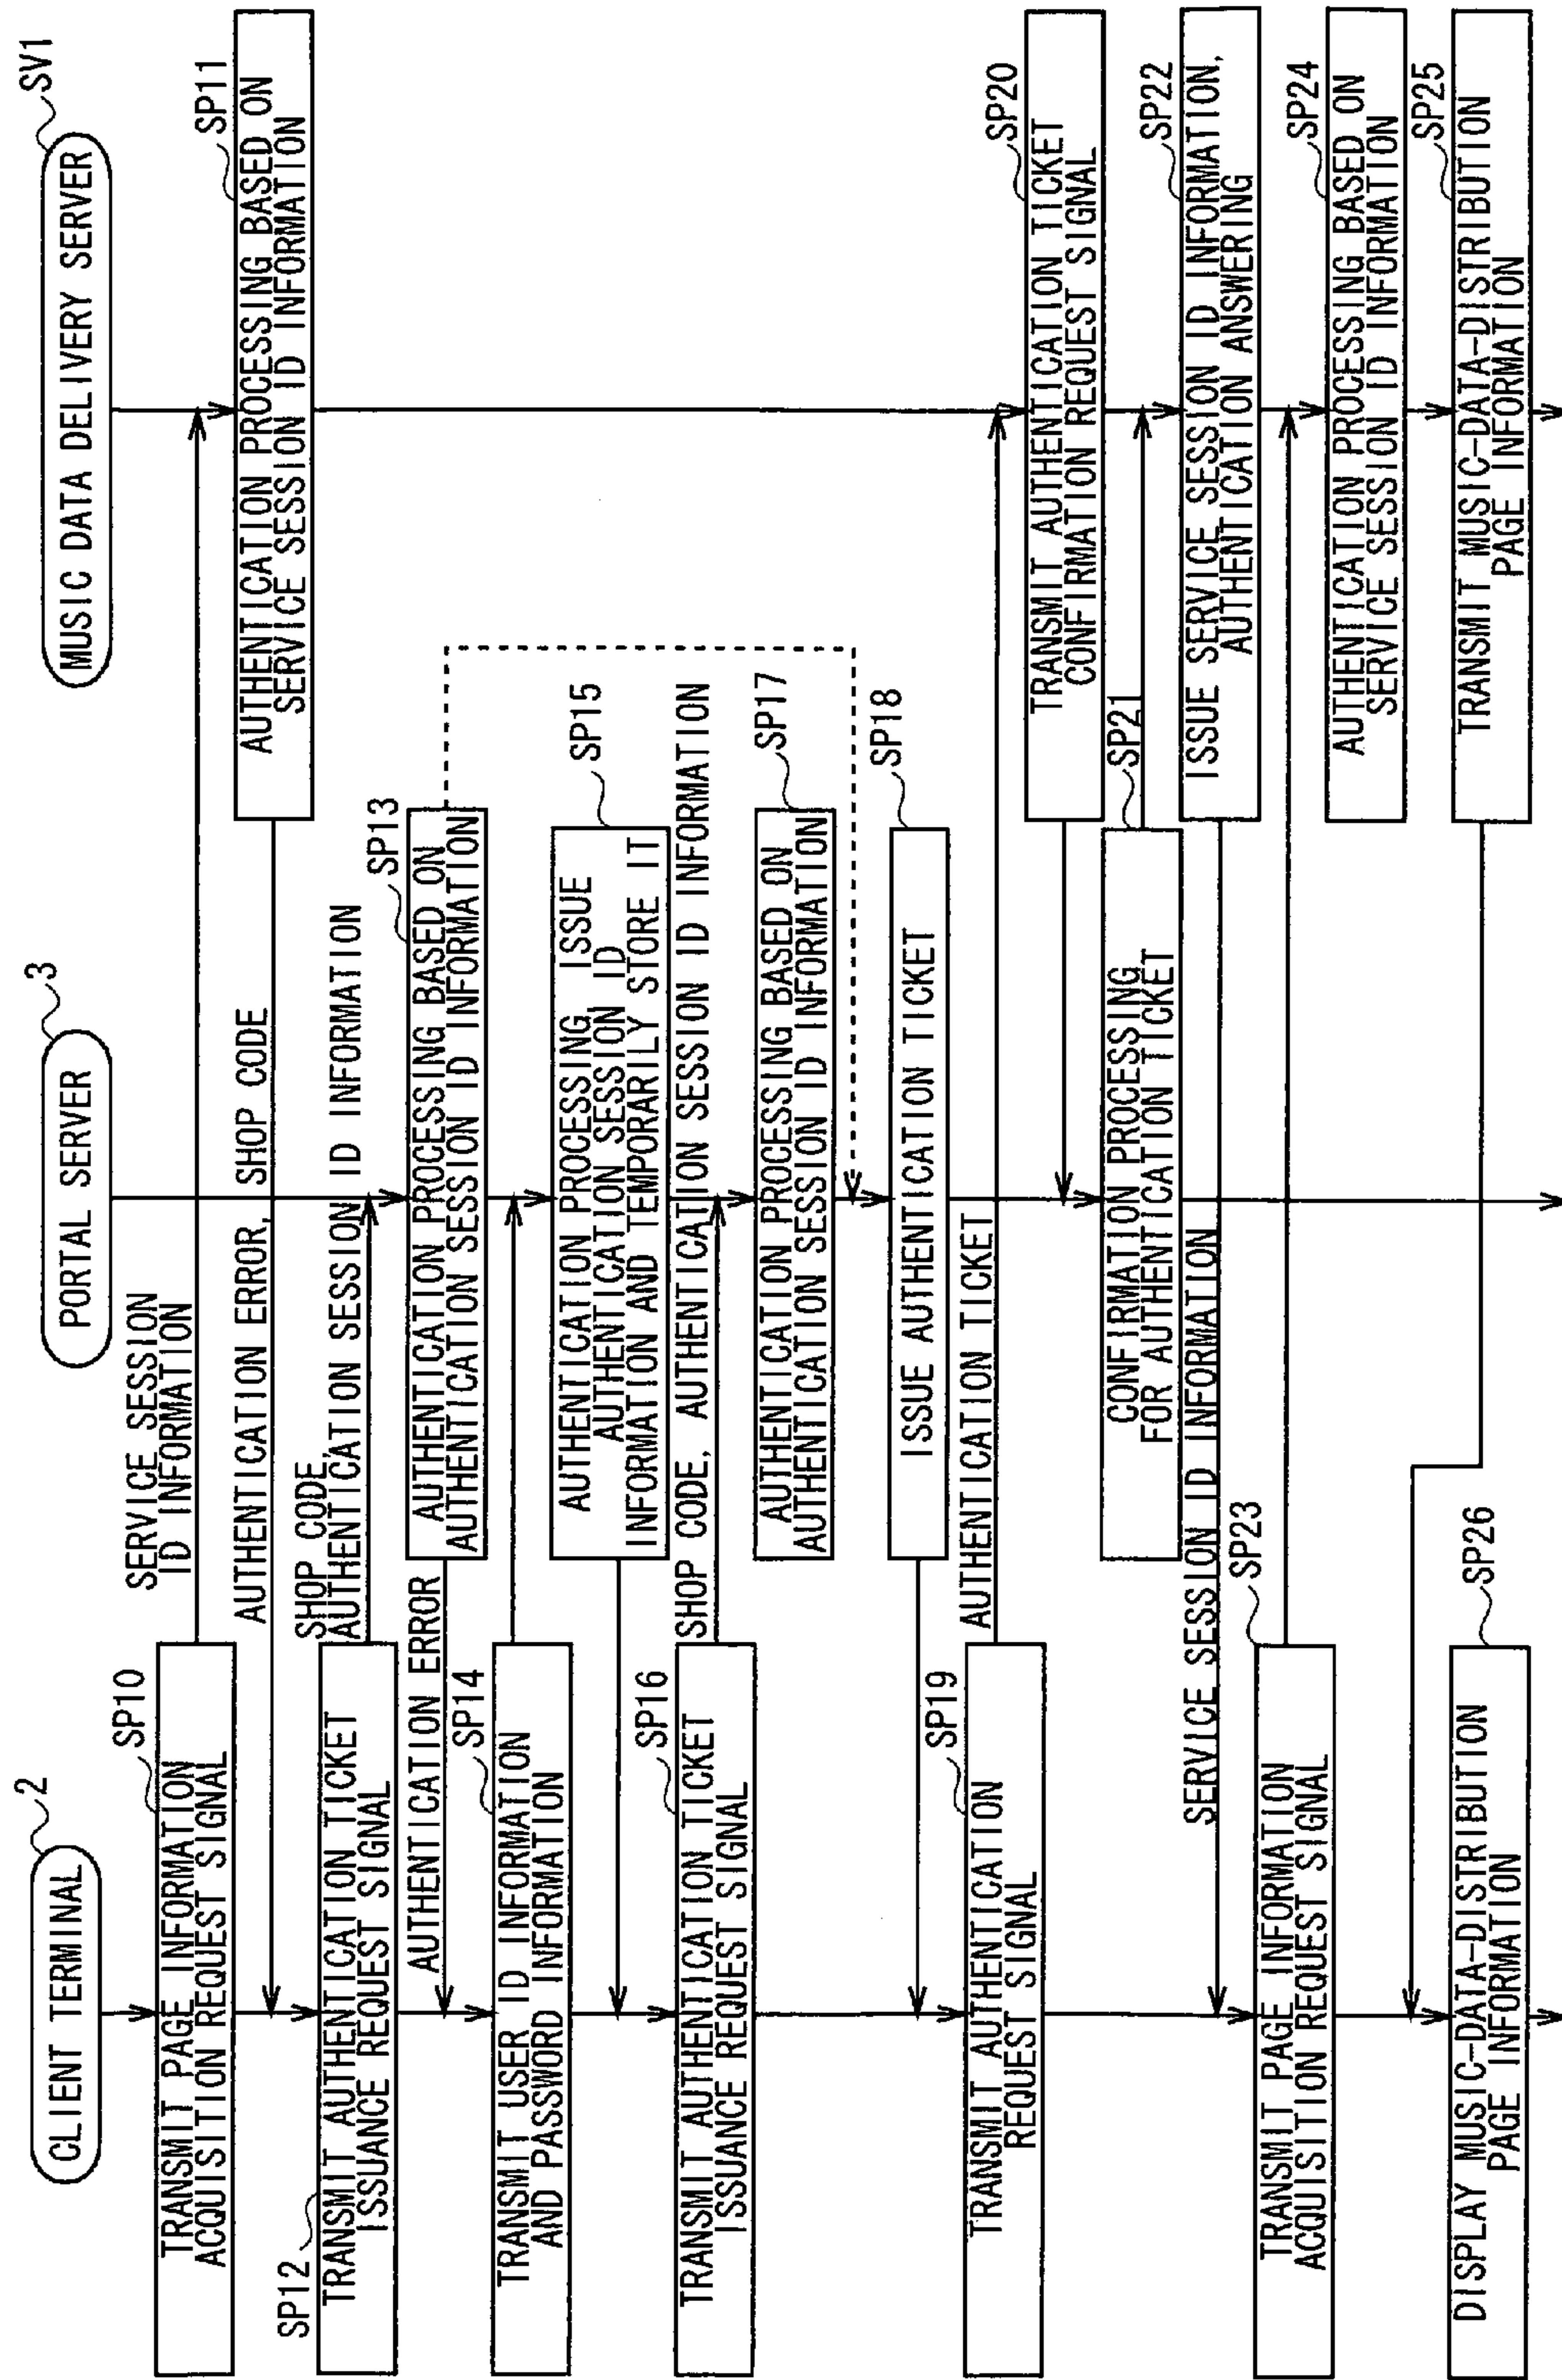 CLIENT TERMINAL
2
PORTAL SERVER
3
MUSIC DATA DELIVERY SERVER
SV1
SP10
TRANSMIT PAGE INFORMATION
ACQUISITION REQUEST SIGNAL
SERVICE SESSION
ID INFORMATION
SP11
AUTHENTICATION PROCESSING BASED ON
SERVICE SESSION ID INFORMATION
AUTHENTICATION ERROR, SHOP CODE
SP12
TRANSMIT AUTHENTICATION TICKET
ISSUANCE REQUEST SIGNAL
SHOP CODE,
AUTHENTICATION SESSION ID INFORMATION
SP13
AUTHENTICATION PROCESSING BASED ON
AUTHENTICATION SESSION ID INFORMATION
AUTHENTICATION ERROR
SP14
TRANSMIT USER ID INFORMATION
AND PASSWORD INFORMATION
SP15
AUTHENTICATION PROCESSING, ISSUE
AUTHENTICATION SESSION ID
INFORMATION AND TEMPORARILY STORE IT
SP16
TRANSMIT AUTHENTICATION TICKET
ISSUANCE REQUEST SIGNAL
SHOP CODE, AUTHENTICATION SESSION ID INFORMATION
SP17
AUTHENTICATION PROCESSING BASED ON
AUTHENTICATION SESSION ID INFORMATION
SP18
ISSUE AUTHENTICATION TICKET
SP19
TRANSMIT AUTHENTICATION
REQUEST SIGNAL
AUTHENTICATION TICKET
SP20
TRANSMIT AUTHENTICATION TICKET
CONFIRMATION REQUEST SIGNAL
SP21
CONFIRMATION PROCESSING
FOR AUTHENTICATION TICKET
SP22
ISSUE SERVICE SESSION ID INFORMATION,
AUTHENTICATION ANSWERING
SERVICE SESSION ID INFORMATION
SP23
TRANSMIT PAGE INFORMATION
ACQUISITION REQUEST SIGNAL
SP24
AUTHENTICATION PROCESSING BASED ON
SERVICE SESSION ID INFORMATION
SP25
TRANSMIT MUSIC-DATA-DISTRIBUTION
PAGE INFORMATION
SP26
DISPLAY MUSIC-DATA-DISTRIBUTION
PAGE INFORMATION